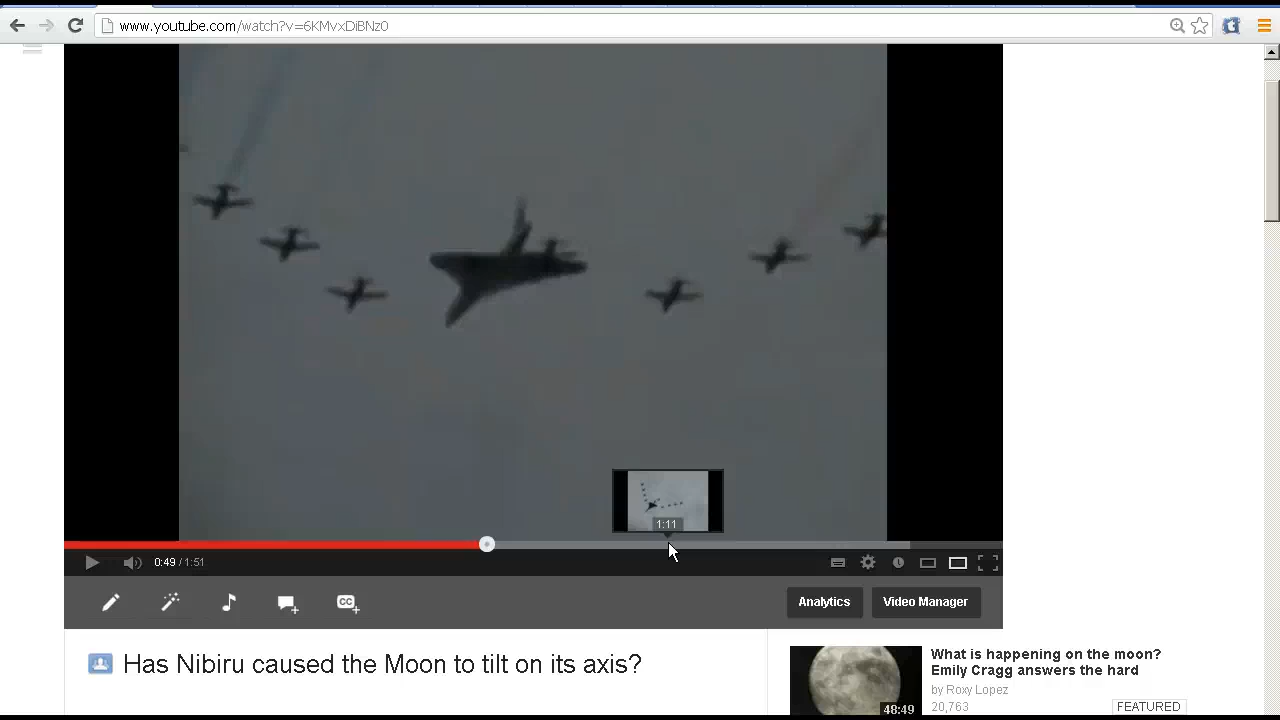 www.youtube.com/watch?v=6KMvxDiBNz0
1:11
0:49 / 1:51
CC
Analytics
Video Manager
Has Nibiru caused the Moon to tilt on its axis?
What is happening on the moon?
Emily Cragg answers the hard
by Roxy Lopez
20,763
FEATURED
48:49